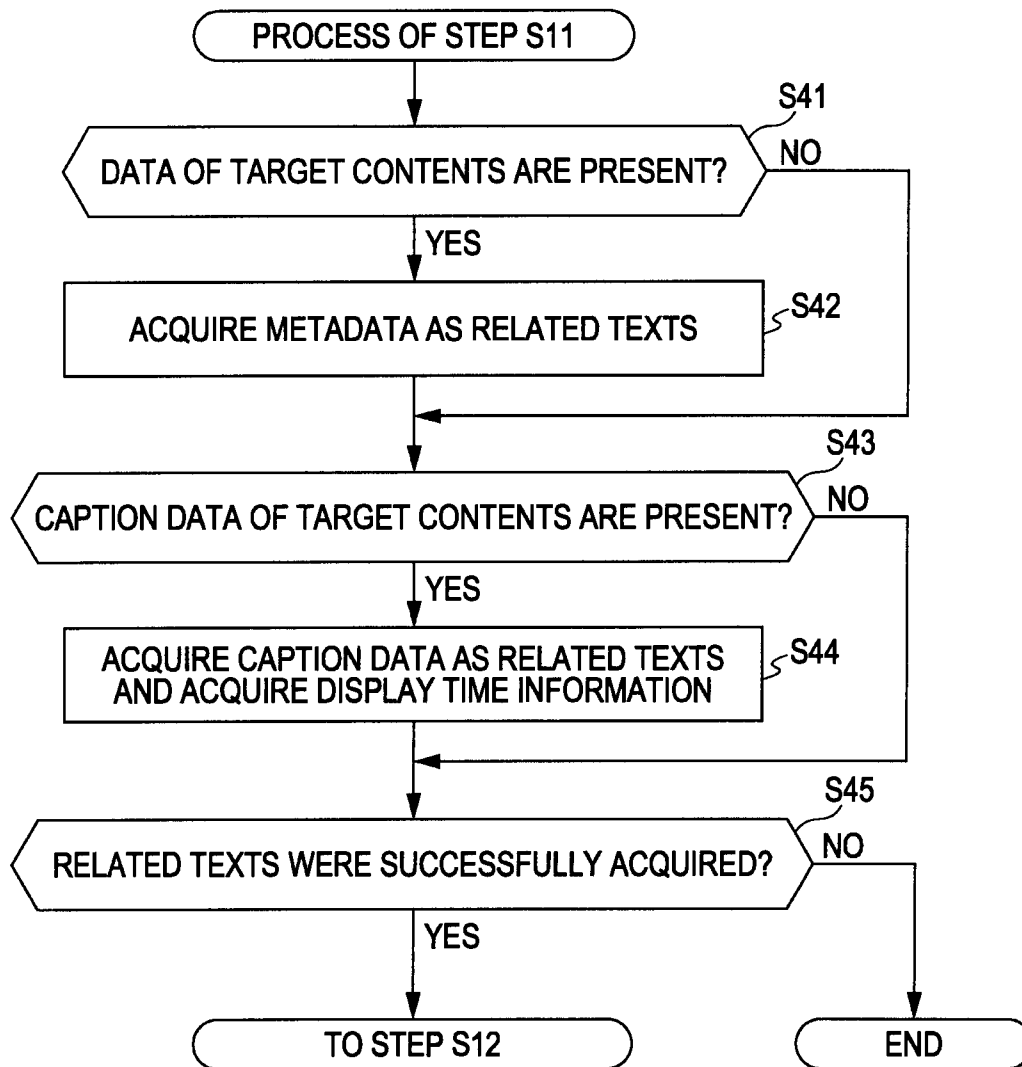 PROCESS OF STEP S11
S41
DATA OF TARGET CONTENTS ARE PRESENT?
NO
YES
ACQUIRE METADATA AS RELATED TEXTS
S42
S43
CAPTION DATA OF TARGET CONTENTS ARE PRESENT?
NO
YES
ACQUIRE CAPTION DATA AS RELATED TEXTS
AND ACQUIRE DISPLAY TIME INFORMATION
S44
S45
RELATED TEXTS WERE SUCCESSFULLY ACQUIRED?
NO
YES
TO STEP S12
END